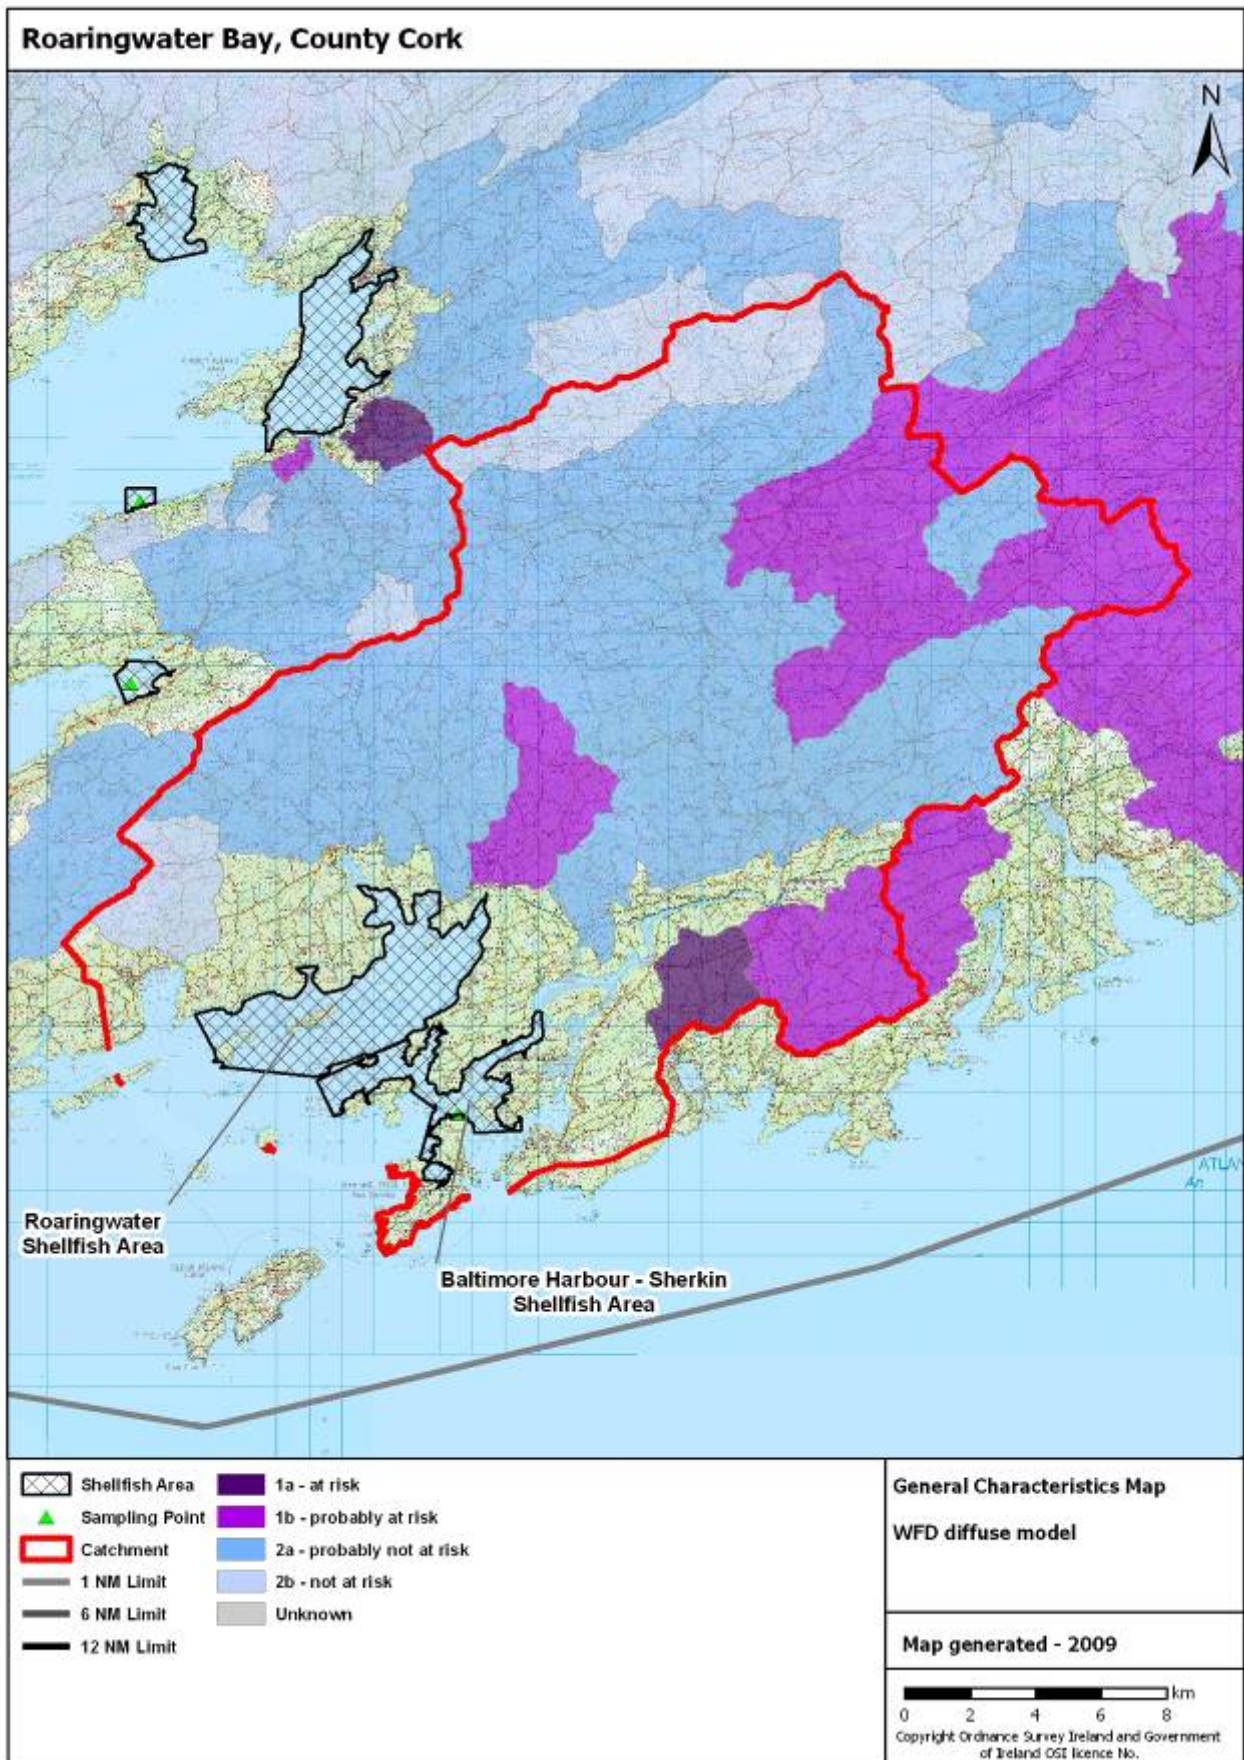 Roaringwater Bay, County Cork
N
ATLAN
An
Roaringwater
Shellfish Area
Baltimore Harbour - Sherkin
Shellfish Area
Shellfish Area
Sampling Point
Catchment
1 NM Limit
6 NM Limit
12 NM Limit
1a - at risk
1b - probably at risk
2a - probably not at risk
2b - not at risk
Unknown
General Characteristics Map
WFD diffuse model
Map generated - 2009
km
0 2 4 6 8
Copyright Ordnance Survey Ireland and Government
of Ireland OSI licence No.